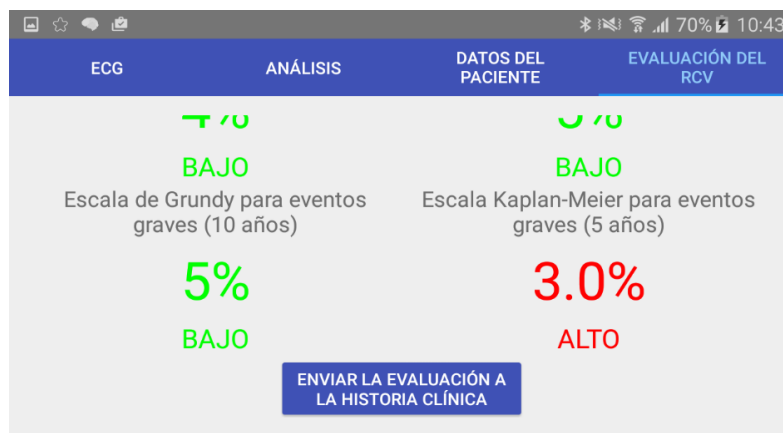 70% 10:43
ECG
ANÁLISIS
DATOS DEL
PACIENTE
EVALUACIÓN DEL
RCV
BAJO
Escala de Grundy para eventos
graves (10 años)
5%
BAJO
BAJO
Escala Kaplan-Meier para eventos
graves (5 años)
3.0%
ALTO
ENVIAR LA EVALUACIÓN A
LA HISTORIA CLÍNICA